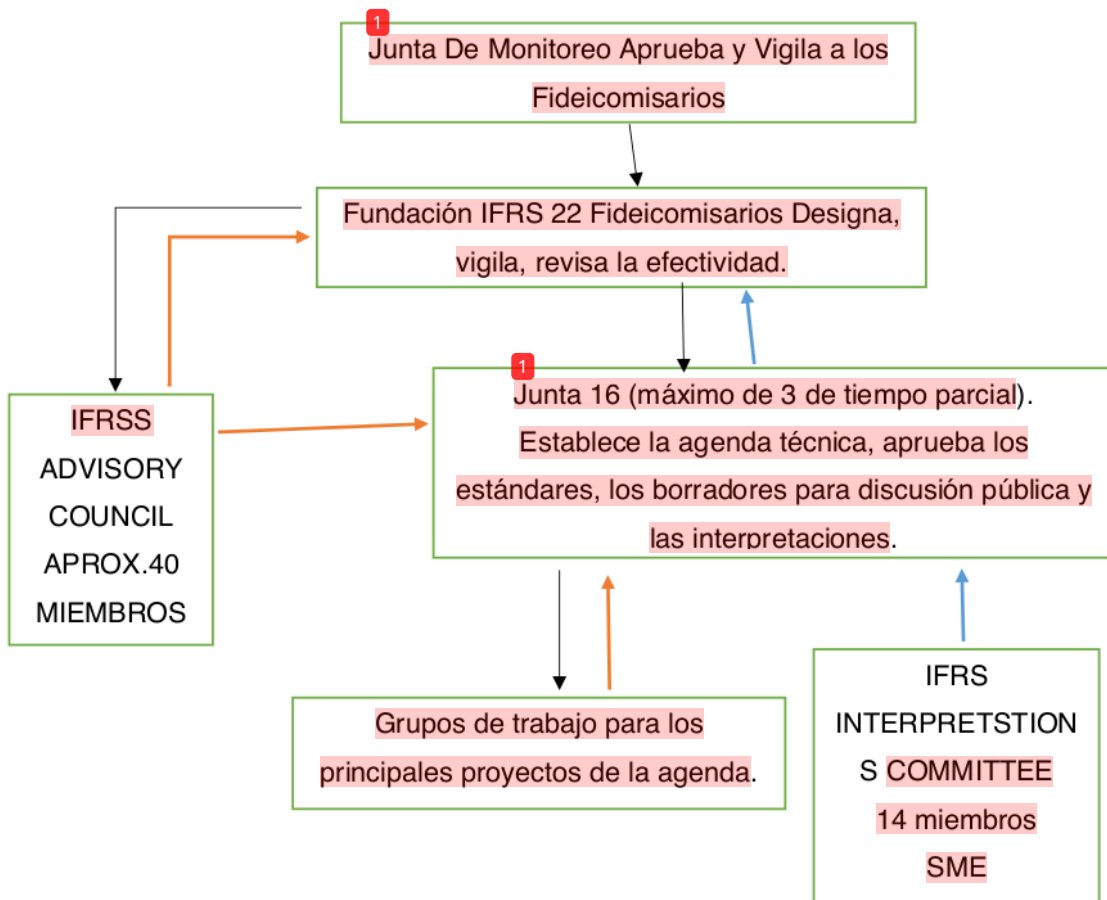 1
Junta De Monitoreo Aprueba y Vigila a los
Fideicomisarios
Fundación IFRS 22 Fideicomisarios Designa,
vigila, revisa la efectividad.
1
Junta 16 (máximo de 3 de tiempo parcial).
Establece la agenda técnica, aprueba los
estándares, los borradores para discusión pública y
las interpretaciones.
IFRSS
ADVISORY
COUNCIL
APROX.40
MIEMBROS
Grupos de trabajo para los
principales proyectos de la agenda.
IFRS
INTERPRETSTION
S COMMITTEE
14 miembros
SME